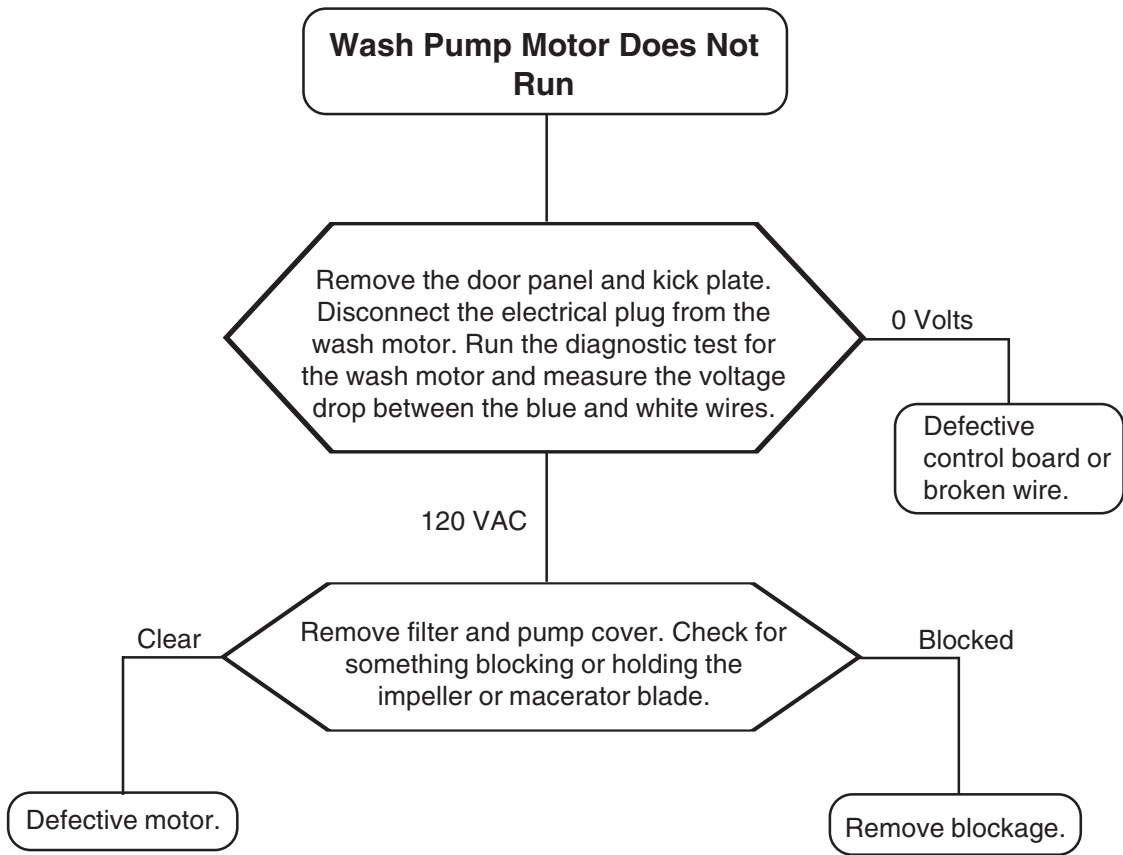 Wash Pump Motor Does Not
Run
Remove the door panel and kick plate.
Disconnect the electrical plug from the
wash motor. Run the diagnostic test for
the wash motor and measure the voltage
drop between the blue and white wires.
0 Volts
Defective
control board or
broken wire.
120 VAC
Remove filter and pump cover. Check for
something blocking or holding the
impeller or macerator blade.
Clear
Blocked
Defective motor.
Remove blockage.